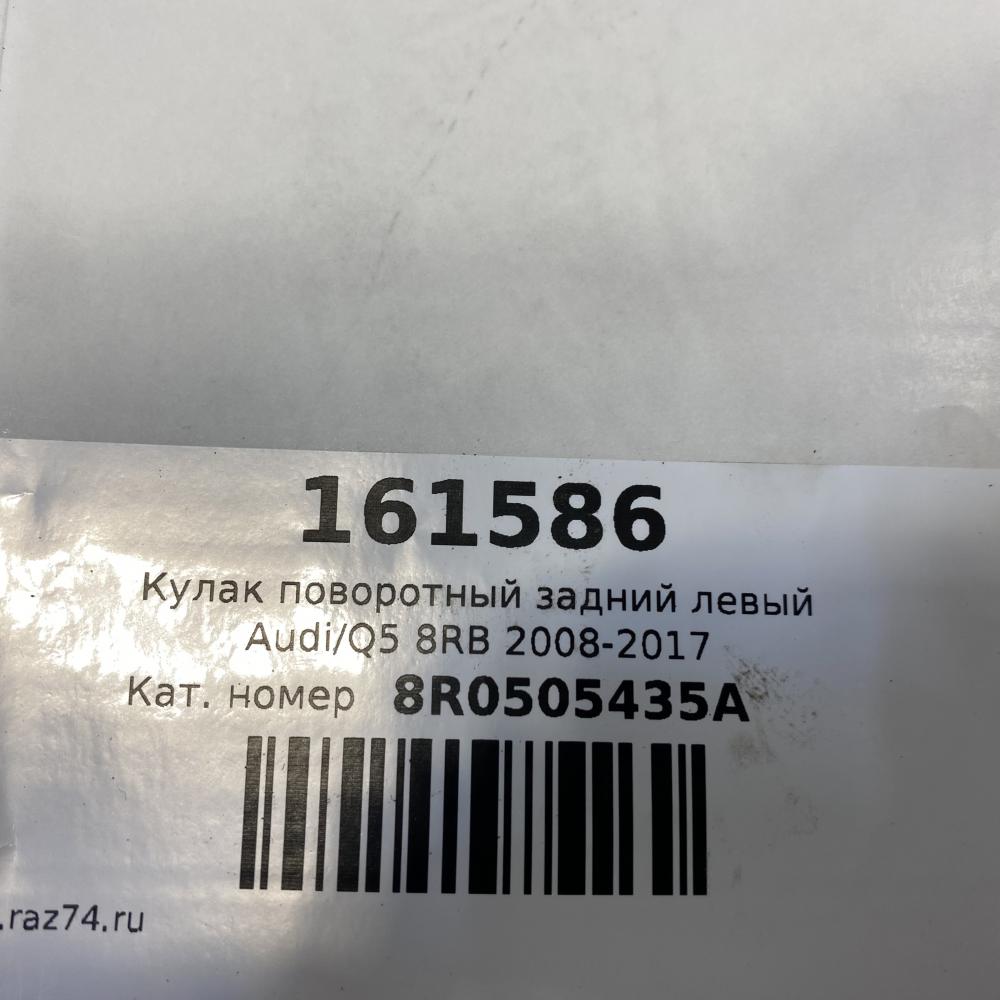 161586
Кулак поворотный задний левый
Audi/Q5 8RB 2008-2017
Кат. номер 8R0505435A
.raz74.ru